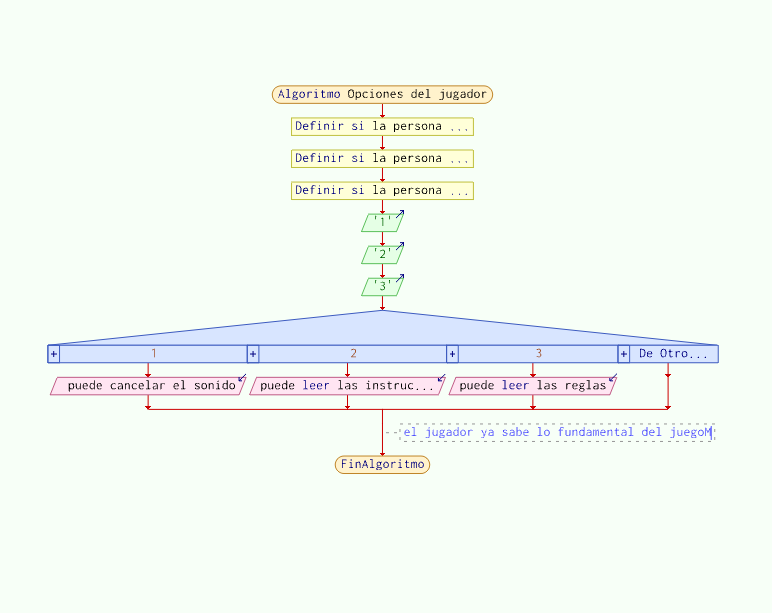 Algoritmo Opciones del jugador
Definir si la persona ...
Definir si la persona ...
Definir si la persona ...
'1'
'2'
'3'
+ 1 + 2 + 3 + De Otro...
puede cancelar el sonido puede leer las instruc... puede leer las reglas
el jugador ya sabe lo fundamental del juegoM
FinAlgoritmo